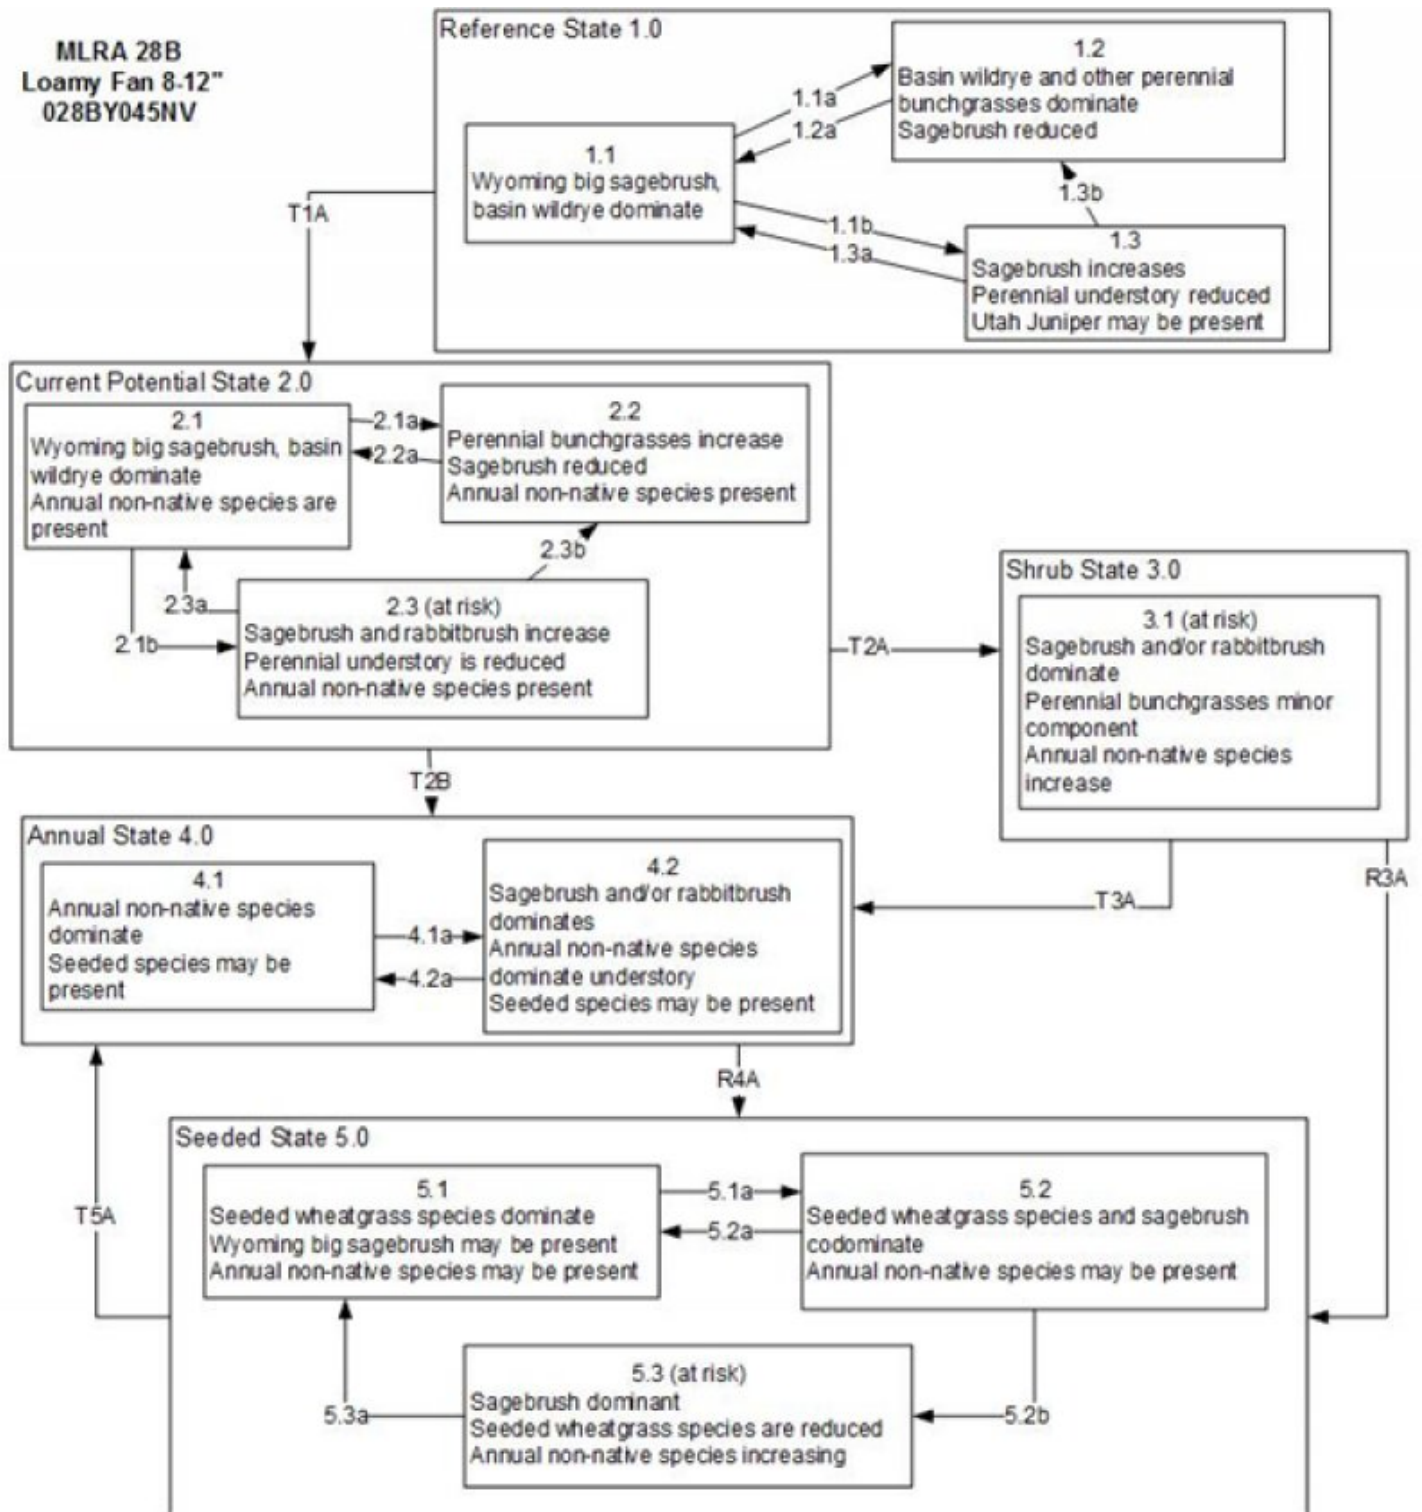 MLRA 28B
Loamy Fan 8-12"
028BY045NV
Reference State 1.0
1.1
Wyoming big sagebrush,
basin wildrye dominate
1.1a
1.2a
1.2
Basin wildrye and other perennial
bunchgrasses dominate
Sagebrush reduced
1.3b
1.1b
1.3a
1.3
Sagebrush increases
Perennial understory reduced
Utah Juniper may be present
T1A
Current Potential State 2.0
2.1
Wyoming big sagebrush, basin
wildrye dominate
Annual non-native species are
present
2.1a
2.2a
2.2
Perennial bunchgrasses increase
Sagebrush reduced
Annual non-native species present
2.3b
2.3a
2.1b
2.3 (at risk)
Sagebrush and rabbitbrush increase
Perennial understory is reduced
Annual non-native species present
T2A
Shrub State 3.0
3.1 (at risk)
Sagebrush and/or rabbitbrush
dominate
Perennial bunchgrasses minor
component
Annual non-native species
increase
T2B
Annual State 4.0
4.1
Annual non-native species
dominate
Seeded species may be
present
4.1a
4.2a
4.2
Sagebrush and/or rabbitbrush
dominates
Annual non-native species
dominate understory
Seeded species may be present
T3A
R3A
R4A
T5A
Seeded State 5.0
5.1
Seeded wheatgrass species dominate
Wyoming big sagebrush may be present
Annual non-native species may be present
5.1a
5.2a
5.2
Seeded wheatgrass species and sagebrush
codominate
Annual non-native species may be present
5.3a
5.3 (at risk)
Sagebrush dominant
Seeded wheatgrass species are reduced
Annual non-native species increasing
5.2b